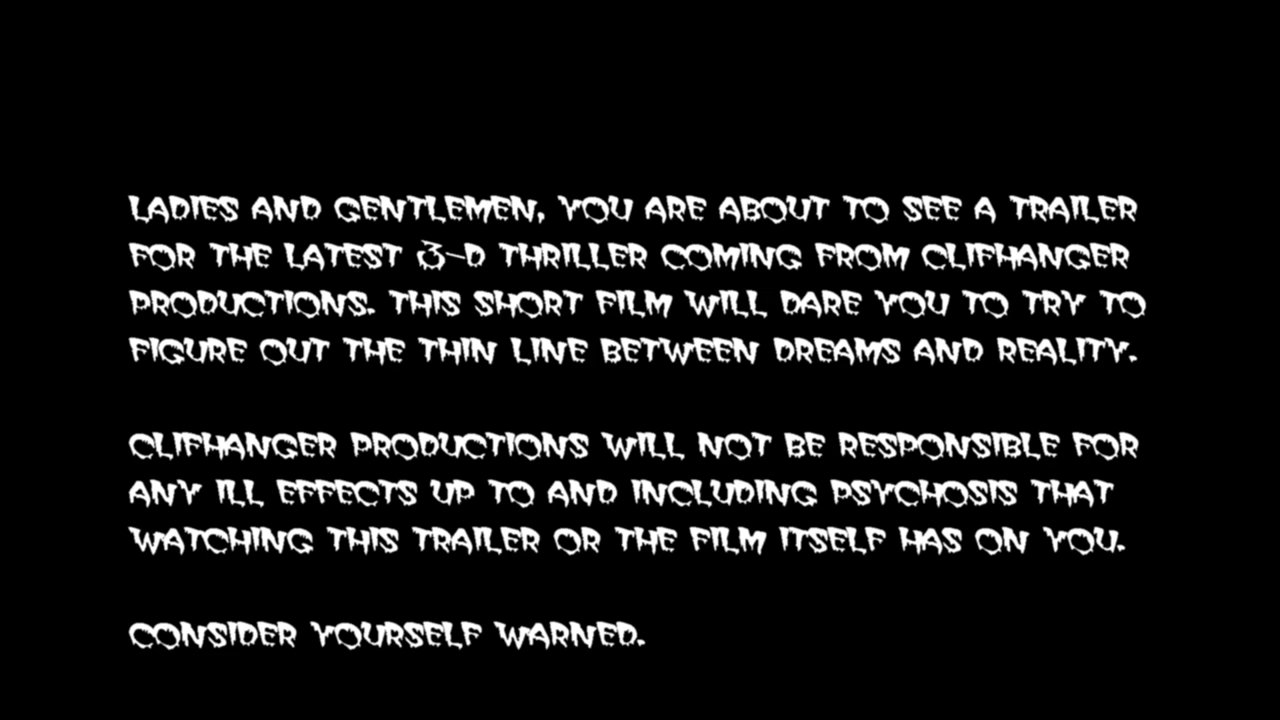 LADIES AND GENTLEMEN, YOU ARE ABOUT TO SEE A TRAILER
FOR THE LATEST 3-D THRILLER COMING FROM CLIFHANGER
PRODUCTIONS. THIS SHORT FILM WILL DARE YOU TO TRY TO
FIGURE OUT THE THIN LINE BETWEEN DREAMS AND REALITY.
CLIFHANGER PRODUCTIONS WILL NOT BE RESPONSIBLE FOR
ANY ILL EFFECTS UP TO AND INCLUDING PSYCHOSIS THAT
WATCHING THIS TRAILER OR THE FILM ITSELF HAS ON YOU.
CONSIDER YOURSELF WARNED.